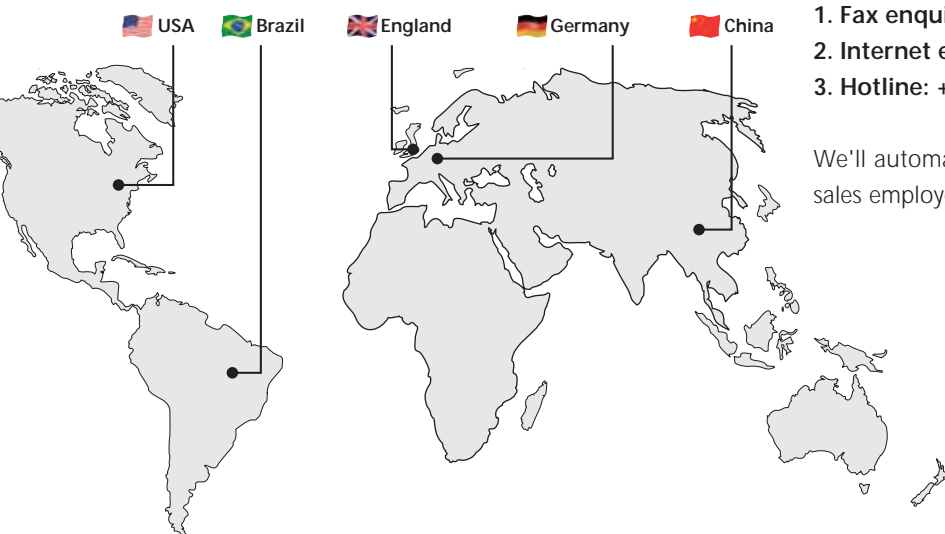 USA
Brazil
England
Germany
China
1. Fax enqui
2. Internet e
3. Hotline: +
We'll automa
sales employ